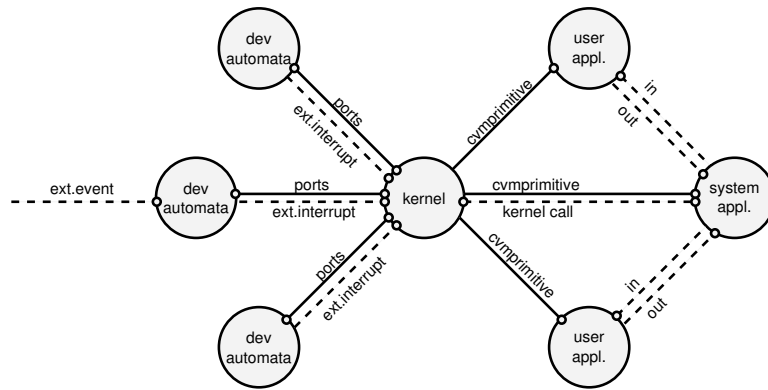 dev
automata
user
appl.
ports
ext.interrupt
cvmprimitive
in
out
ext.event
dev
automata
ports
ext.interrupt
kernel
cvmprimitive
kernel call
system
appl.
ports
ext.interrupt
cvmprimitive
in
out
dev
automata
user
appl.